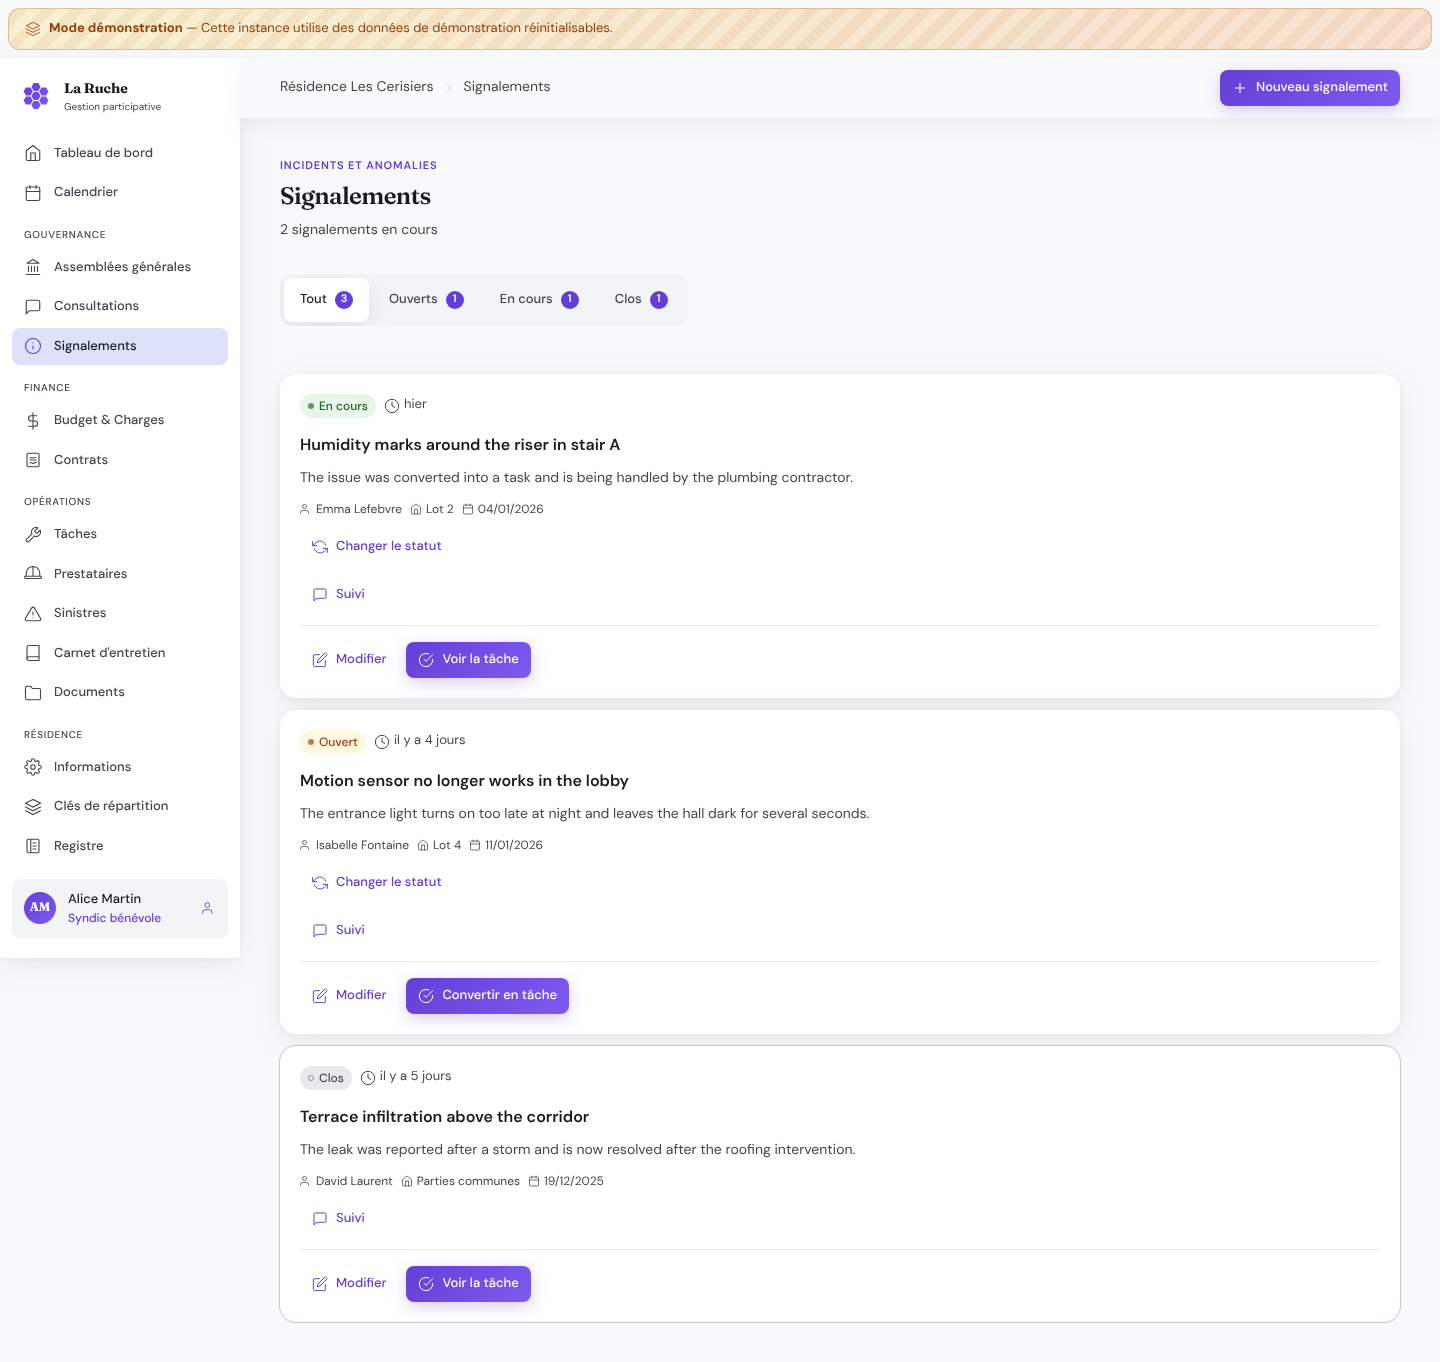 Mode démonstration — Cette instance utilise des données de démonstration réinitialisables.
La Ruche
Gestion participative
Tableau de bord
Calendrier
GOUVERNANCE
Assemblées générales
Consultations
Signalements
FINANCE
Budget & Charges
Contrats
OPÉRATIONS
Tâches
Prestataires
Sinistres
Carnet d'entretien
Documents
RÉSIDENCE
Informations
Clés de répartition
Registre
AM
Alice Martin
Syndic bénévole
Résidence Les Cerisiers > Signalements
Nouveau signalement
INCIDENTS ET ANOMALIES
Signalements
2 signalements en cours
Tout 3 Ouverts 1 En cours 1 Clos 1
En cours hier
Humidity marks around the riser in stair A
The issue was converted into a task and is being handled by the plumbing contractor.
Emma Lefebvre Lot 2 04/01/2026
Changer le statut
Suivi
Modifier Voir la tâche
Ouvert il y a 4 jours
Motion sensor no longer works in the lobby
The entrance light turns on too late at night and leaves the hall dark for several seconds.
Isabelle Fontaine Lot 4 11/01/2026
Changer le statut
Suivi
Modifier Convertir en tâche
Clos il y a 5 jours
Terrace infiltration above the corridor
The leak was reported after a storm and is now resolved after the roofing intervention.
David Laurent Parties communes 19/12/2025
Suivi
Modifier Voir la tâche